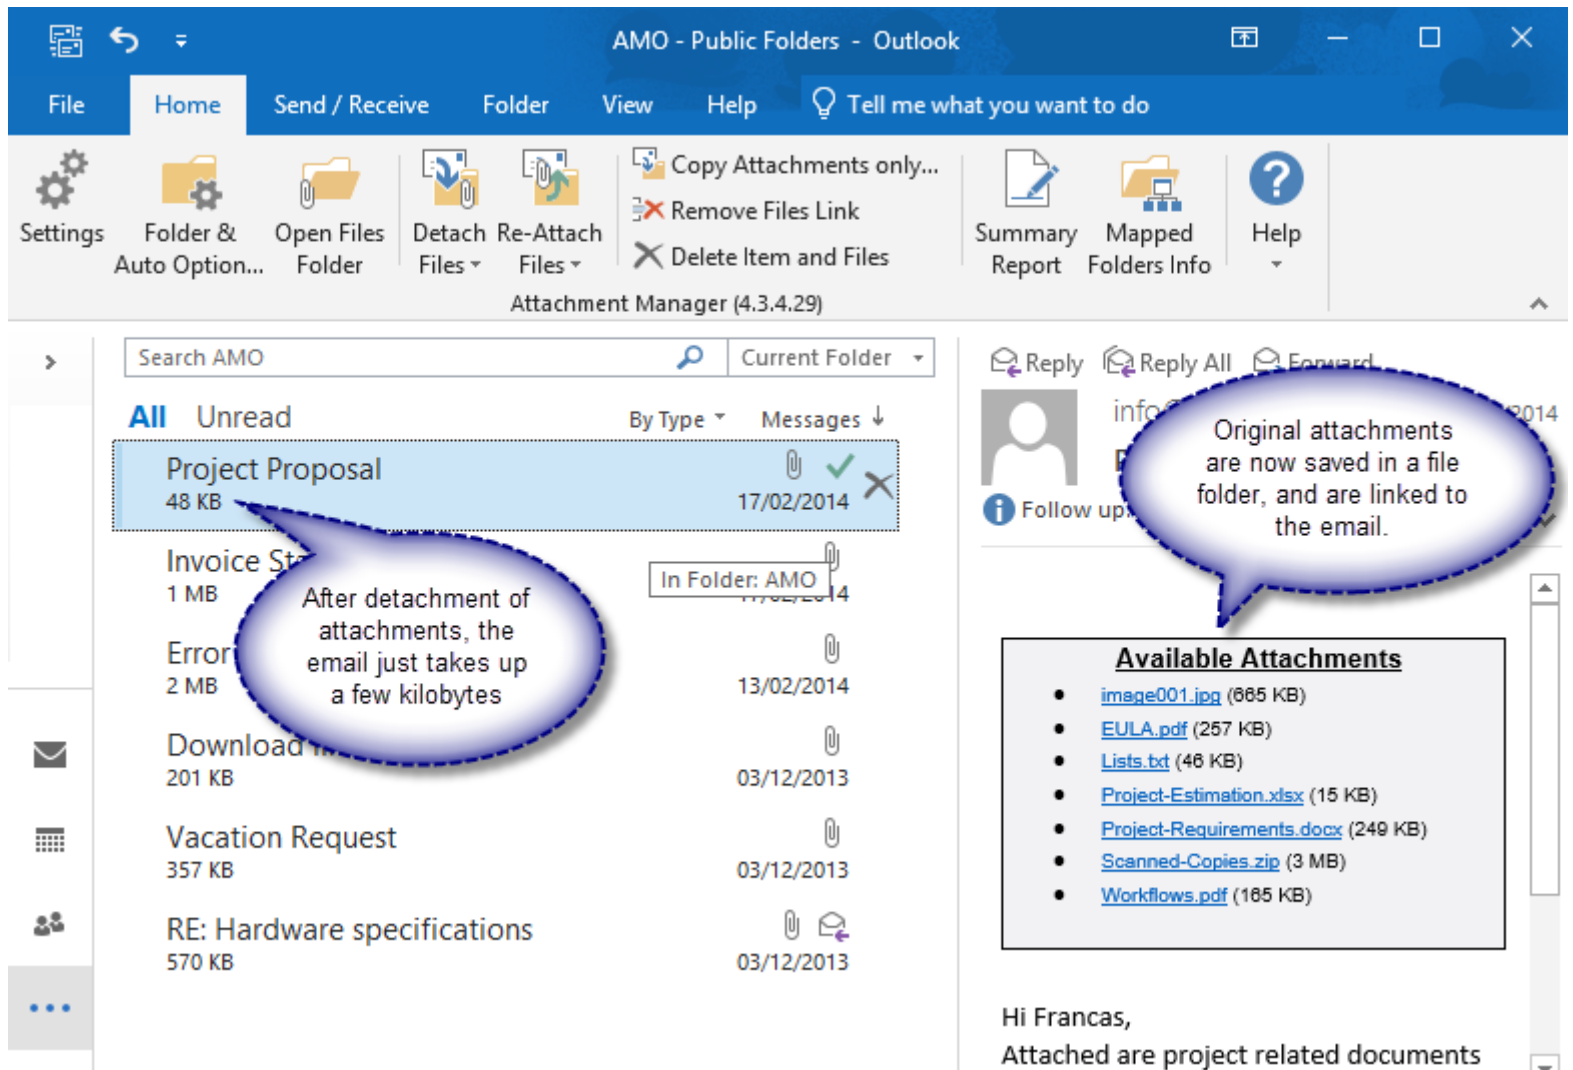 AMO - Public Folders - Outlook
File Home Send / Receive Folder View Help Tell me what you want to do
Settings
Folder & Auto Option...
Open Files Folder
Detach Files
Re-Attach Files
Copy Attachments only...
Remove Files Link
Delete Item and Files
Summary Report
Mapped Folders Info
Help
Attachment Manager (4.3.4.29)
Search AMO
Current Folder
All Unread By Type Messages
Project Proposal
48 KB 17/02/2014
Invoice
1 MB
In Folder: AMO
Error
2 MB 13/02/2014
Download
201 KB 03/12/2013
Vacation Request
357 KB 03/12/2013
RE: Hardware specifications
570 KB 03/12/2013
After detachment of
attachments, the
email just takes up
a few kilobytes
Reply Reply All Forward
2014
Follow up.
Original attachments
are now saved in a file
folder, and are linked to
the email.
Available Attachments
image001.jpg (665 KB)
EULA.pdf (257 KB)
Lists.txt (46 KB)
Project-Estimation.xlsx (15 KB)
Project-Requirements.docx (249 KB)
Scanned-Copies.zip (3 MB)
Workflows.pdf (165 KB)
Hi Francas,
Attached are project related documents